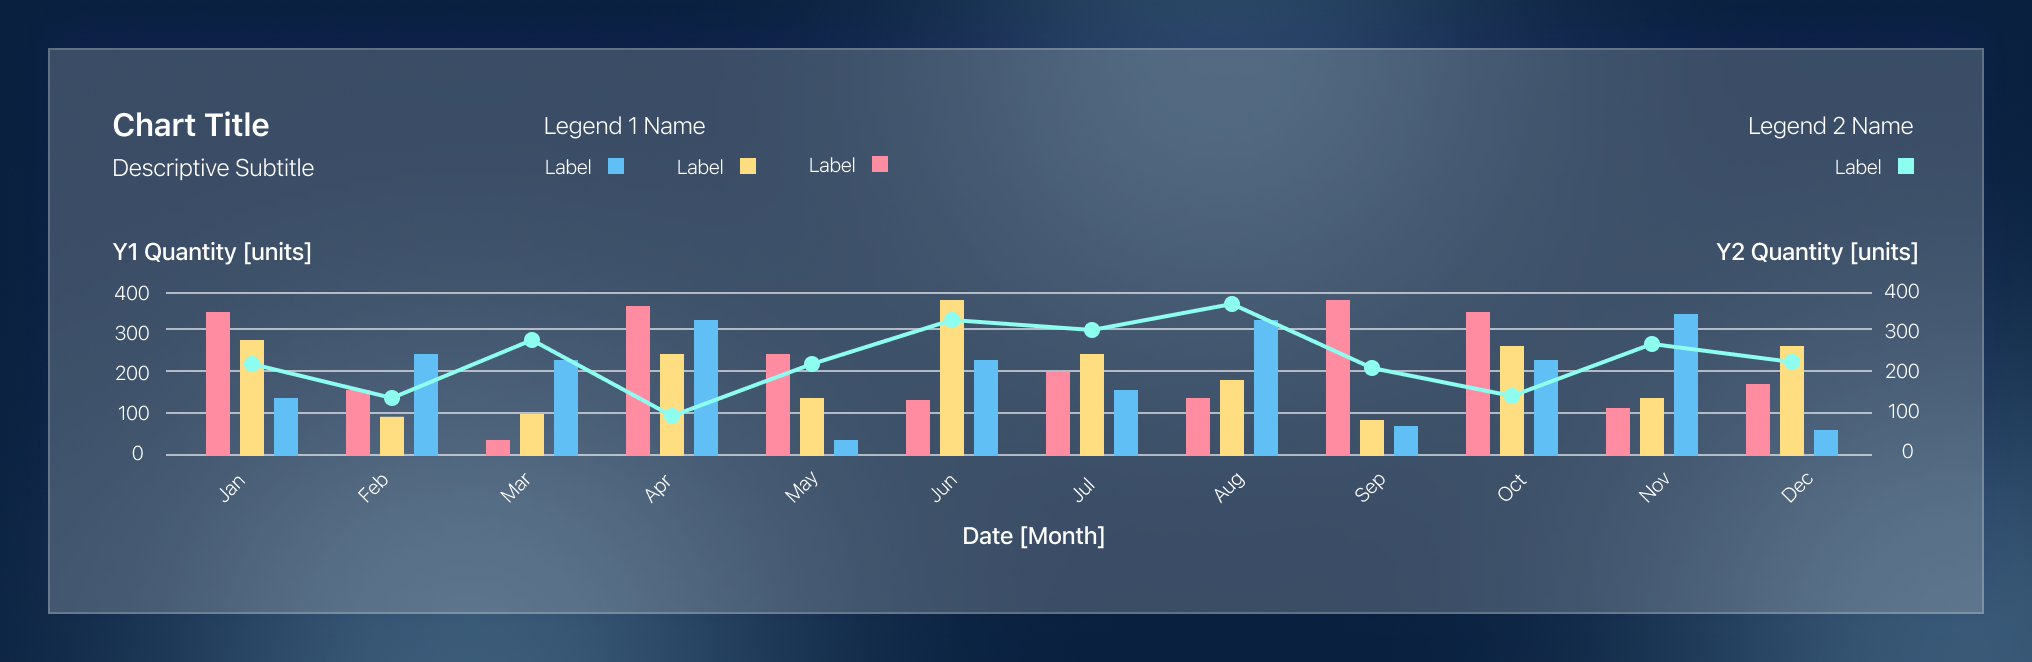 Chart Title
Descriptive Subtitle
Legend 1 Name
Label Label Label
Legend 2 Name
Label
Y1 Quantity [units]
Y2 Quantity [units]
400
300
200
100
0
400
300
200
100
0
Jan Feb Mar Apr May Jun Jul Aug Sep Oct Nov Dec
Date [Month]